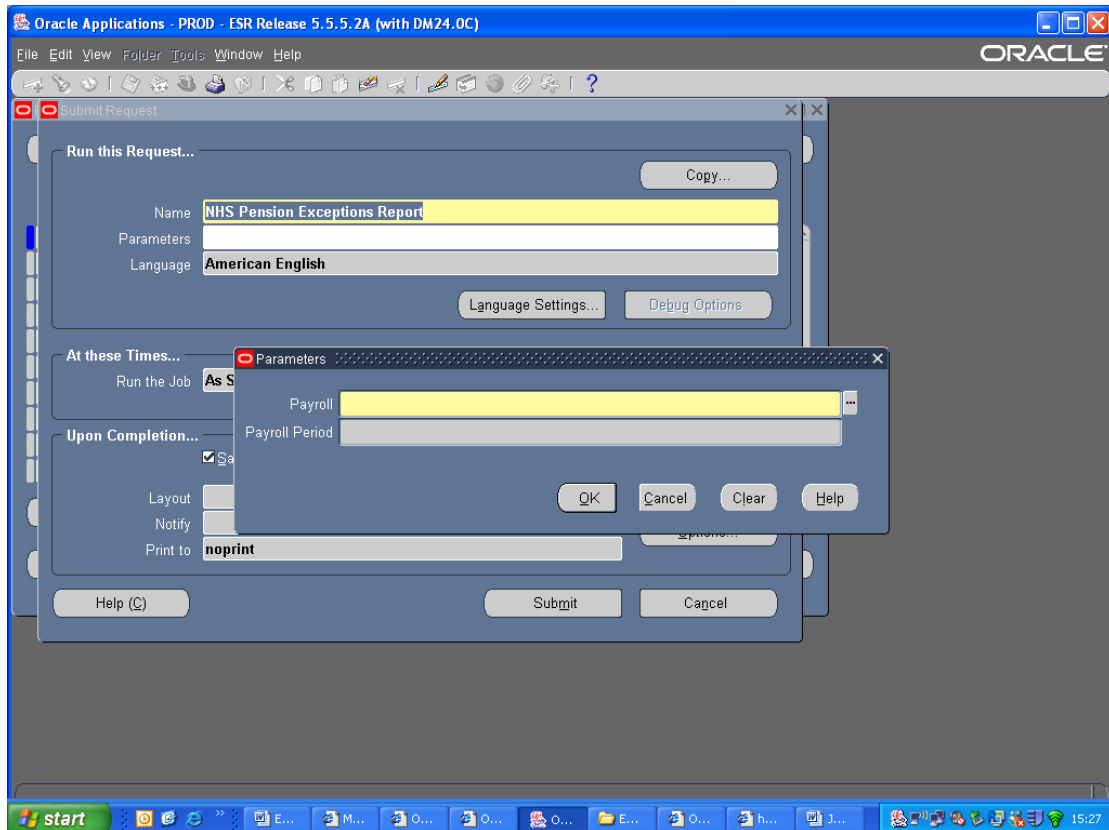 Oracle Applications - PROD - ESR Release 5.5.5.2A (with DM24.0C)
File Edit View Folder Tools Window Help
ORACLE
Submit Request
Run this Request...
Copy...
Name NHS Pension Exceptions Report
Parameters
Language American English
Language Settings... Debug Options
At these Times...
Run the Job As S
Parameters
Payroll
Payroll Period
Upon Completion...
Sa
OK Cancel Clear Help
Layout
Notify
Options...
Print to noprint
Help (C) Submit Cancel
start E... M... O... O... O... E... O... h... J... 15:27